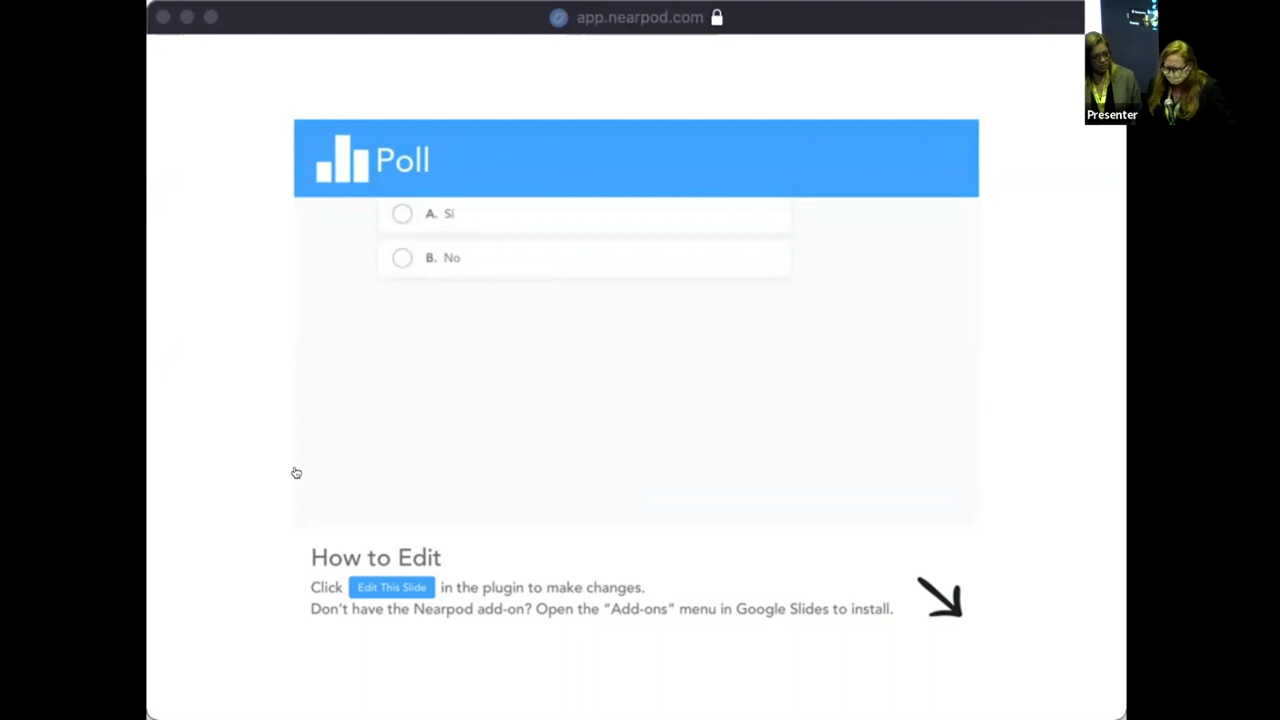 app.nearpod.com
Presenter
Poll
A. Sí
B. No
How to Edit
Click Edit This Slide in the plugin to make changes.
Don't have the Nearpod add-on? Open the “Add-ons” menu in Google Slides to install.